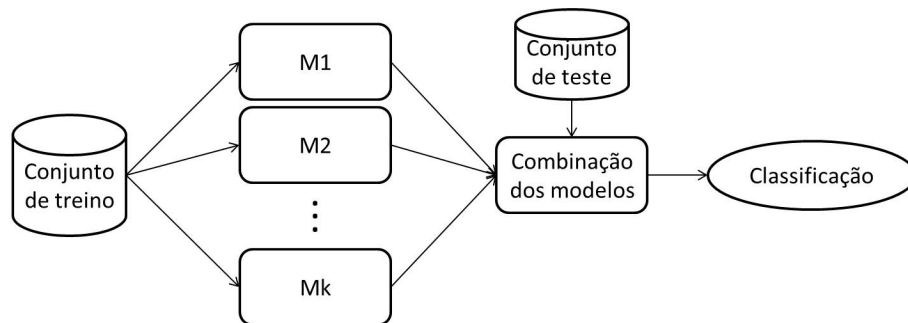 Conjunto
de treino
M1
M2
Mk
Conjunto
de teste
Combinação
dos modelos
Classificação